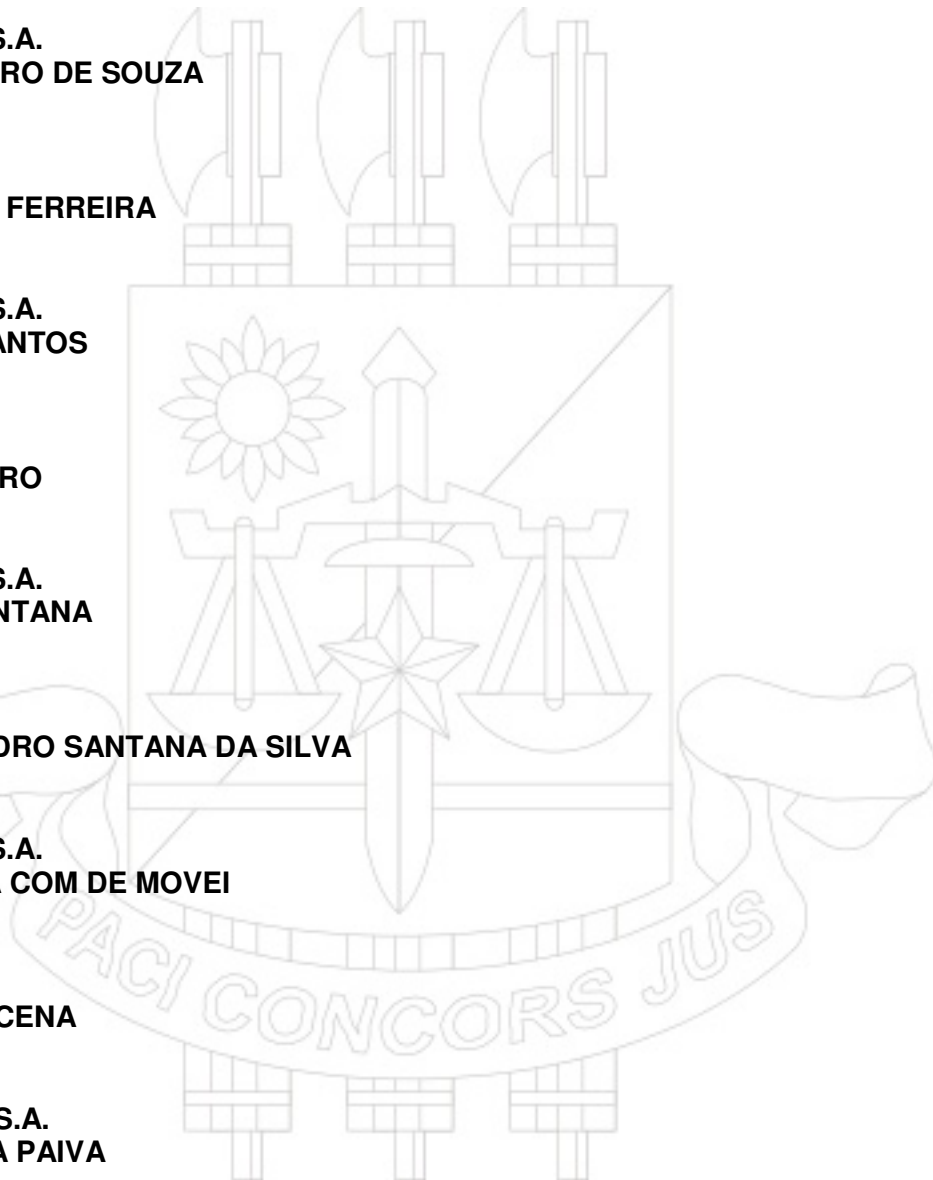 S.A.
RO DE SOUZA
FERREIRA
S.A.
ANTOS
RO
S.A.
NTANA
DRO SANTANA DA SILVA
S.A.
A COM DE MOVEI
PACI CONCORS JUS
CENA
S.A.
A PAIVA